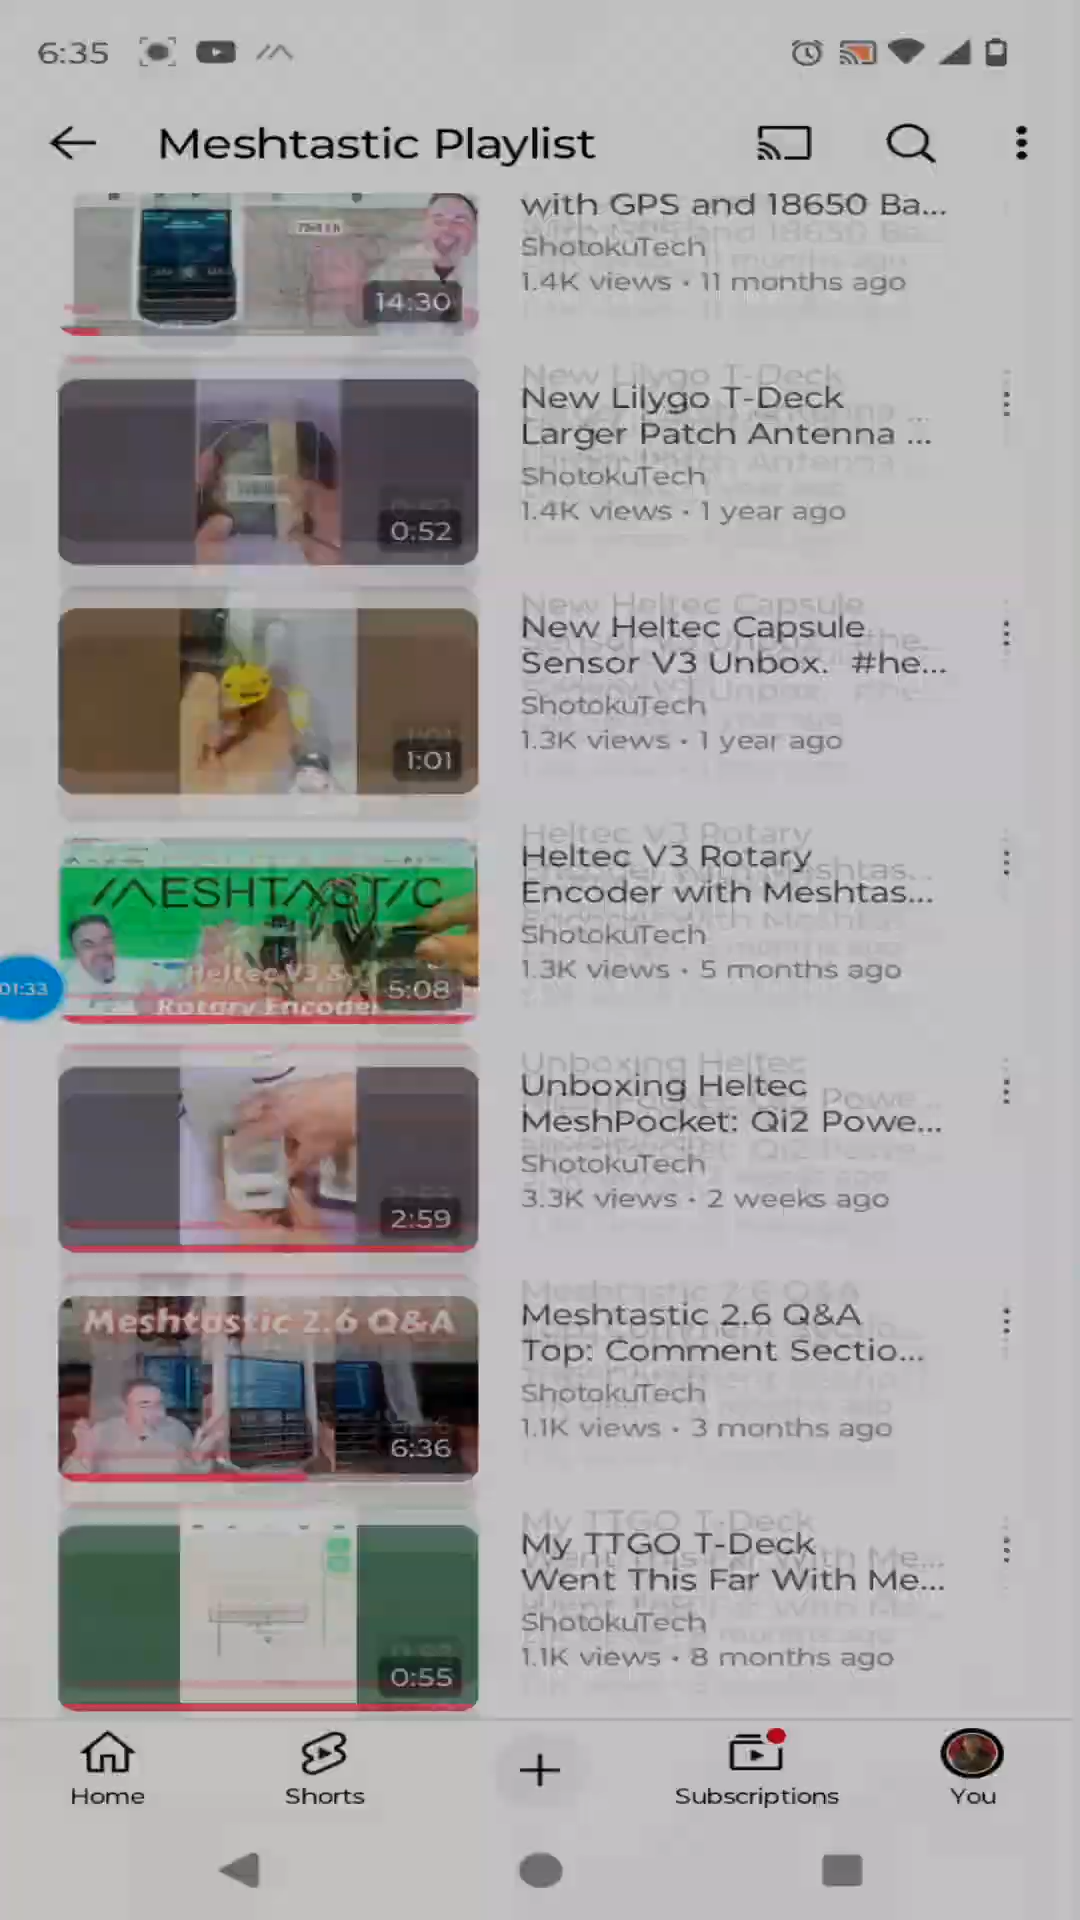 6:35
Meshtastic Playlist
with GPS and 18650 Ba...
ShotokuTech
1.4K views • 11 months ago
14:30
New Lilygo T-Deck
Larger Patch Antenna ...
ShotokuTech
1.4K views • 1 year ago
0:52
New Heltec Capsule
Sensor V3 Unbox. #he...
ShotokuTech
1.3K views • 1 year ago
1:01
MESHTASTIC
Heltec V3 &
Rotary Encoder
5:08
Heltec V3 Rotary
Encoder with Meshtas...
ShotokuTech
1.3K views • 5 months ago
01:33
Unboxing Heltec
MeshPocket: Qi2 Powe...
ShotokuTech
3.3K views • 2 weeks ago
2:59
Meshtastic 2.6 Q&A
6:36
Meshtastic 2.6 Q&A
Top: Comment Sectio...
ShotokuTech
1.1K views • 3 months ago
My TTGO T-Deck
Went This Far With Me...
ShotokuTech
1.1K views • 8 months ago
0:55
Home
Shorts
Subscriptions
You